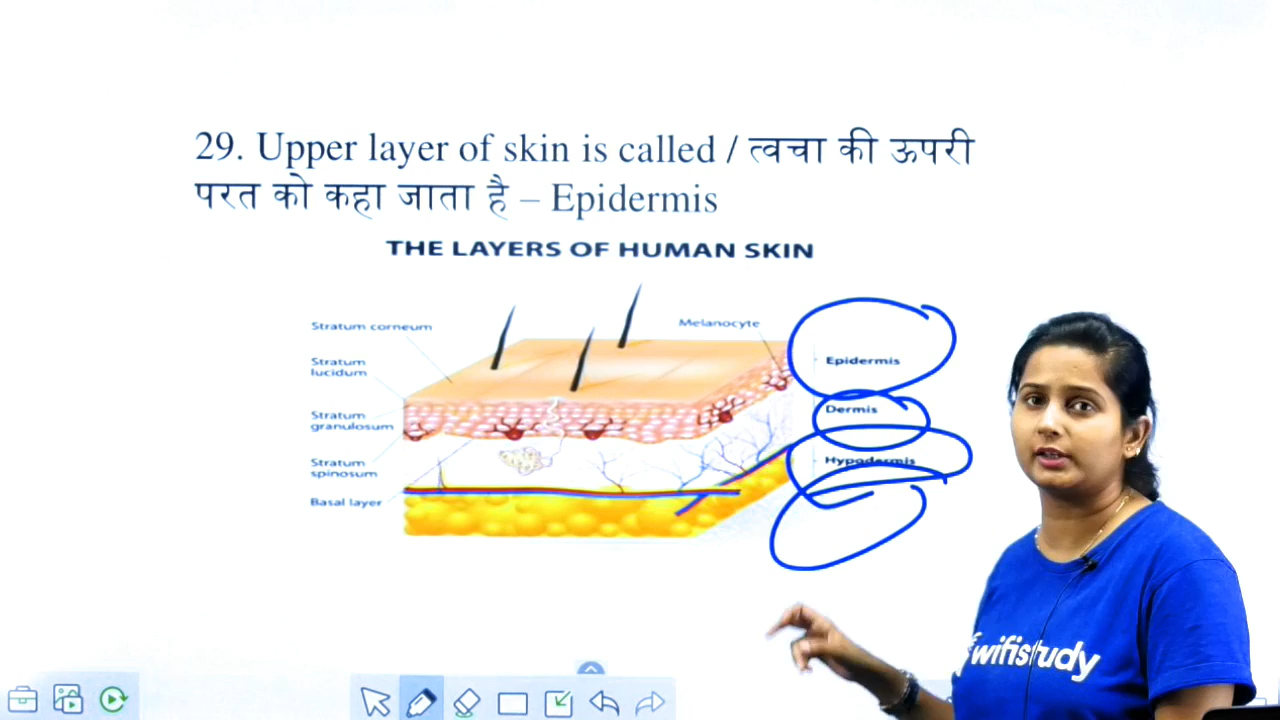 29. Upper layer of skin is called / त्वचा की ऊपरी
परत को कहा जाता है – Epidermis
THE LAYERS OF HUMAN SKIN
Stratum corneum
Melanocyte
Stratum
lucidum
Epidermis
Stratum
granulosum
Dermis
Stratum
spinosum
Hypodermis
Basal layer
wifistudy